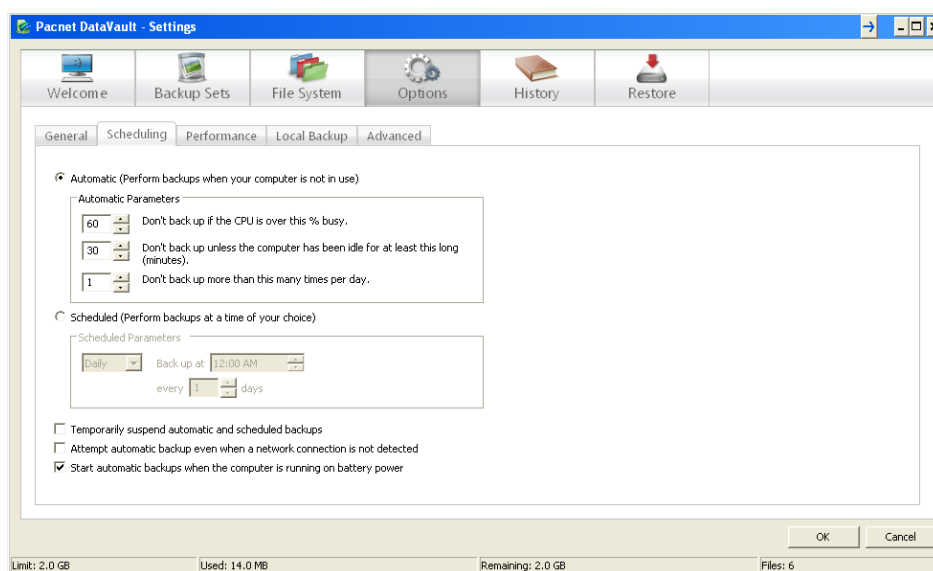 Pacnet DataVault - Settings
Welcome Backup Sets File System Options History Restore
General Scheduling Performance Local Backup Advanced
Automatic (Perform backups when your computer is not in use)
Automatic Parameters
60 Don't back up if the CPU is over this % busy.
30 Don't back up unless the computer has been idle for at least this long
(minutes).
1 Don't back up more than this many times per day.
Scheduled (Perform backups at a time of your choice)
Scheduled Parameters
Daily Back up at 12:00 AM
every 1 days
Temporarily suspend automatic and scheduled backups
Attempt automatic backup even when a network connection is not detected
Start automatic backups when the computer is running on battery power
OK Cancel
Limit: 2.0 GB Used: 14.0 MB Remaining: 2.0 GB Files: 6